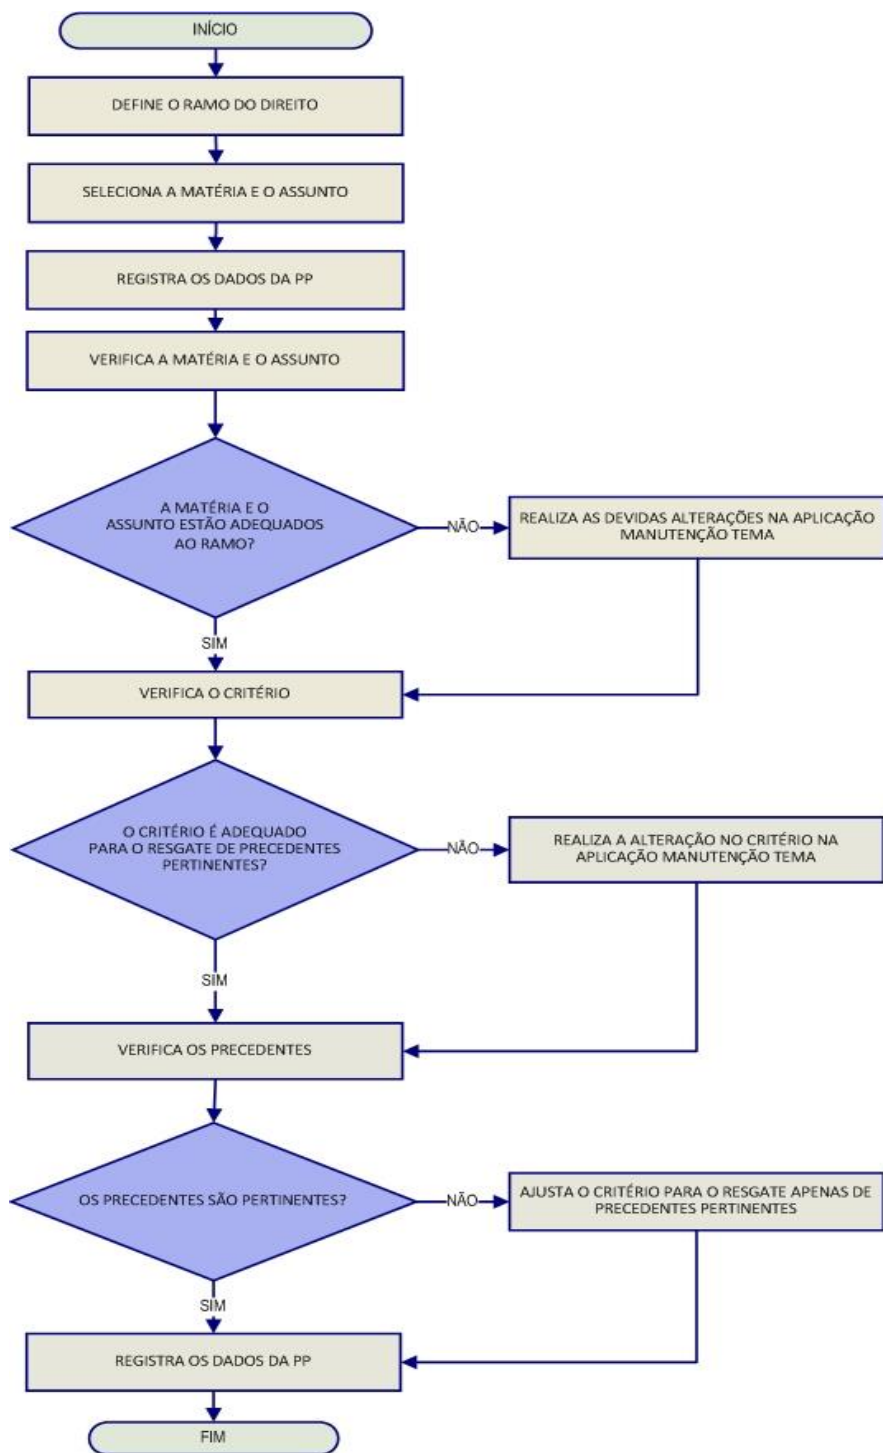 INÍCIO
DEFINE O RAMO DO DIREITO
SELECIONA A MATÉRIA E O ASSUNTO
REGISTRA OS DADOS DA PP
VERIFICA A MATÉRIA E O ASSUNTO
A MATÉRIA E O
ASSUNTO ESTÃO ADEQUADOS
AO RAMO?
NÃO
REALIZA AS DEVIDAS ALTERAÇÕES NA APLICAÇÃO
MANUTENÇÃO TEMA
SIM
VERIFICA O CRITÉRIO
O CRITÉRIO É ADEQUADO
PARA O RESGATE DE PRECEDENTES
PERTINENTES?
NÃO
REALIZA A ALTERAÇÃO NO CRITÉRIO NA
APLICAÇÃO MANUTENÇÃO TEMA
SIM
VERIFICA OS PRECEDENTES
OS PRECEDENTES SÃO PERTINENTES?
NÃO
AJUSTA O CRITÉRIO PARA O RESGATE APENAS DE
PRECEDENTES PERTINENTES
SIM
REGISTRA OS DADOS DA PP
FIM